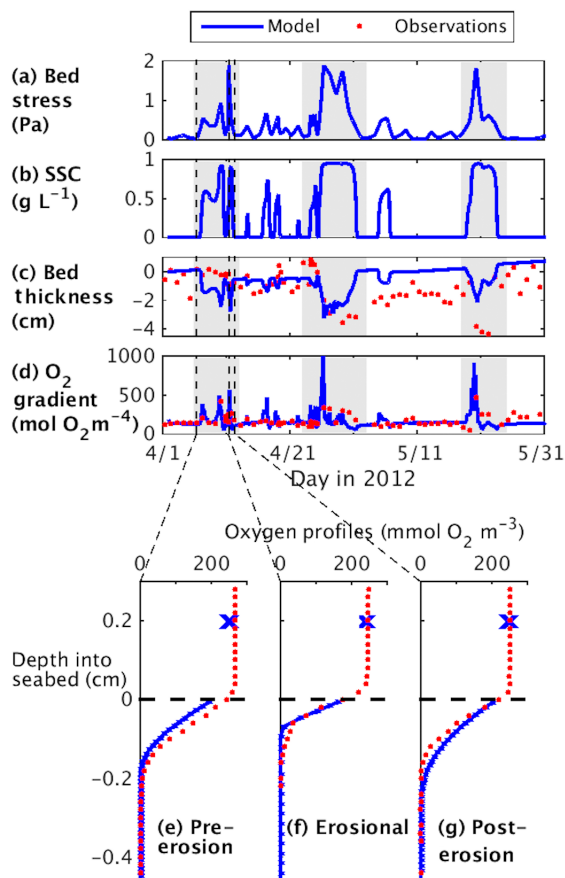 Model Observations
(a) Bed
stress
(Pa)
2
1
0
(b) SSC
(g L⁻¹)
1
0.5
0
(c) Bed
thickness
(cm)
0
−2
−4
(d) O₂
gradient
(mol O₂m⁻⁴)
1000
500
0
4/1 4/21 5/11 5/31
Day in 2012
Oxygen profiles (mmol O₂ m⁻³)
0 200 0 200 0 200
0.2
Depth into
seabed (cm)
0
−0.2
−0.4
(e) Pre-
erosion
(f) Erosional
(g) Post-
erosion